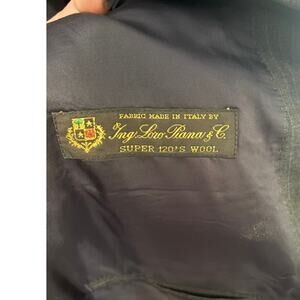 FABRIC MADE IN ITALY BY
Ing. Loro Piana & C.
SUPER 120'S WOOL